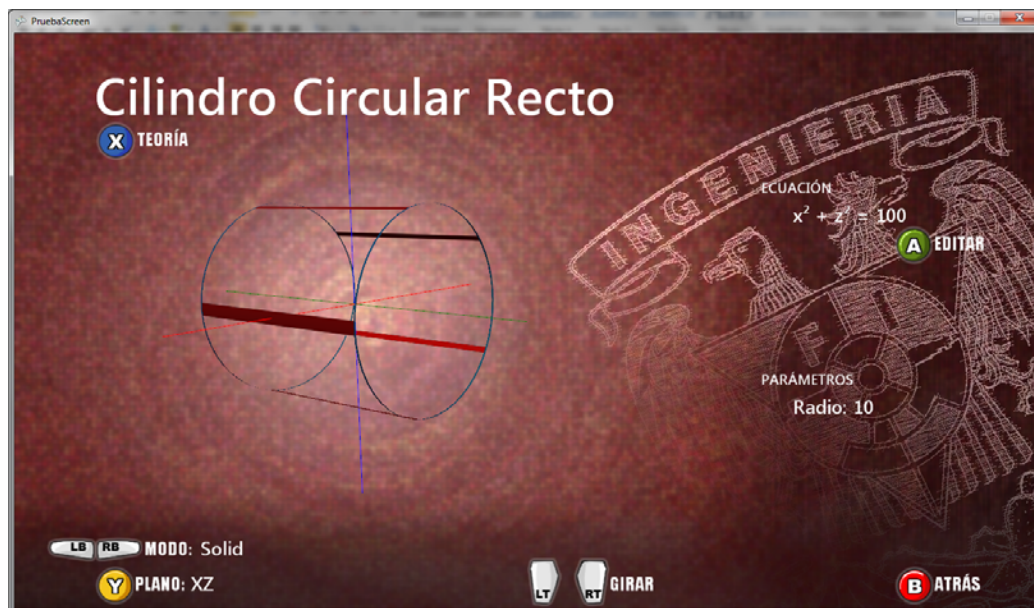 PruebaScreen
Cilindro Circular Recto
X TEORÍA
INGENIERIA
ECUACIÓN
x² + z² = 100
A EDITAR
F I
PARÁMETROS
Radio: 10
LB RB MODO: Solid
Y PLANO: XZ
LT RT GIRAR
B ATRÁS